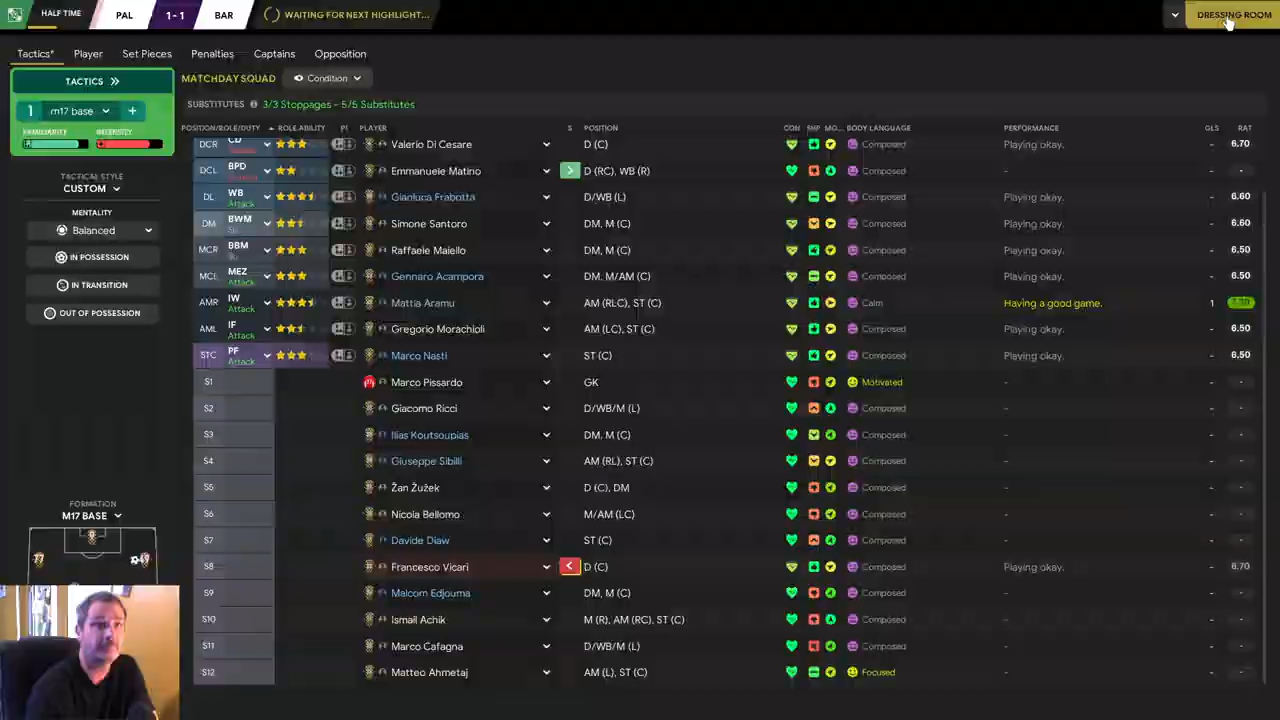 HALF TIME PAL 1 - 1 BAR WAITING FOR NEXT HIGHLIGHT... DRESSING ROOM
Tactics* Player Set Pieces Penalties Captains Opposition
TACTICS MATCHDAY SQUAD Condition
1 m17 base + SUBSTITUTES 3/3 Stoppages - 5/5 Substitutes
FAMILIARITY INTENSITY POSITION/ROLE/DUTY ROLE ABILITY PI PLAYER S POSITION CON SHP MO... BODY LANGUAGE PERFORMANCE GLS RAT
DCR CD Valerio Di Cesare D (C) Composed Playing okay. - 6.70
DCL BPD Emmanuele Matino D (RC), WB (R) Composed - - -
DL WB Attack Gianluca Frabotta D/WB (L) Composed Playing okay. - 6.60
DM BWM Su Simone Santoro DM, M (C) Composed Playing okay. - 6.60
MCR BBM Su Raffaele Maiello DM, M (C) Composed Playing okay. - 6.50
MCL MEZ Attack Gennaro Acampora DM, M/AM (C) Composed Playing okay. - 6.50
AMR IW Attack Mattia Aramu AM (RLC), ST (C) Calm Having a good game. 1
AML IF Attack Gregorio Morachioli AM (LC), ST (C) Composed Playing okay. - 6.50
STC PF Attack Marco Nasti ST (C) Composed Playing okay. - 6.50
S1 Marco Pissardo GK Motivated - - -
S2 Giacomo Ricci D/WB/M (L) Composed - - -
S3 Ilias Koutsoupias DM, M (C) Composed - - -
S4 Giuseppe Sibilli AM (RL), ST (C) Composed - - -
S5 Žan Žužek D (C), DM Composed - - -
S6 Nicola Bellomo M/AM (LC) Composed - - -
S7 Davide Diaw ST (C) Composed - - -
S8 Francesco Vicari D (C) Composed Playing okay. - 6.70
S9 Malcom Edjouma DM, M (C) Composed - - -
S10 Ismail Achik M (R), AM (RC), ST (C) Composed - - -
S11 Marco Cafagna D/WB/M (L) Composed - - -
S12 Matteo Ahmetaj AM (L), ST (C) Focused - - -
TACTICAL STYLE
CUSTOM
MENTALITY
Balanced
IN POSSESSION
IN TRANSITION
OUT OF POSSESSION
FORMATION
M17 BASE